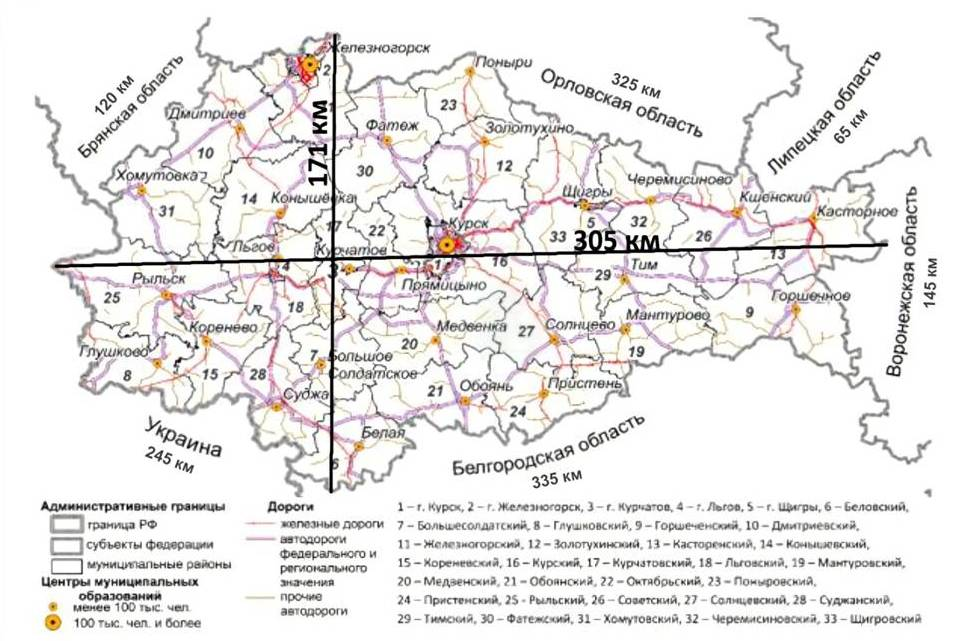 Железногорск
2
Поныри
325 км
Орловская область
120 км
Брянская область
Липецкая область
65 км
171 км
23
Дмитриев
Фатеж
Золотухино
10
30
12
Хомутовка
Черемисиново
Щигры
14
Конышёвка
Кшенский
Касторное
31
5
32
17
22
Курск
33
305 км
26
Воронежская область
145 км
Льгов
Курчатов
16
13
4
3
1
29
Тим
Рыльск
Прямицыно
25
18
Горшечное
Коренево
Медвенка
27
Солнцево
Мантурово
9
20
Глушково
7
Большое
Солдатское
19
8
15
28
Обоянь
Пристень
21
Суджа
24
Украина
245 км
Белая
6
Белгородская область
335 км
Административные границы
граница РФ
субъекты федерации
муниципальные районы
Центры муниципальных
образований
менее 100 тыс. чел.
100 тыс. чел. и более
Дороги
железные дороги
автодороги
федерального и
регионального
значения
прочие
автодороги
1 – г. Курск, 2 – г. Железногорск, 3 – г. Курчатов, 4 – г. Льгов, 5 – г. Щигры, 6 – Беловский,
7 – Большесолдатский, 8 – Глушковский, 9 – Горшеченский, 10 – Дмитриевский,
11 – Железногорский, 12 – Золотухинский, 13 – Касторенский, 14 – Конышевский,
15 – Кореневский, 16 – Курский, 17 – Курчатовский, 18 – Льговский, 19 – Мантуровский,
20 – Медвенский, 21 – Обоянский, 22 – Октябрьский, 23 – Поныровский,
24 – Пристенский, 25 - Рыльский, 26 – Советский, 27 – Солнцевский, 28 – Суджанский,
29 – Тимский, 30 – Фатежский, 31 – Хомутовский, 32 – Черемисиновский, 33 – Щигровский